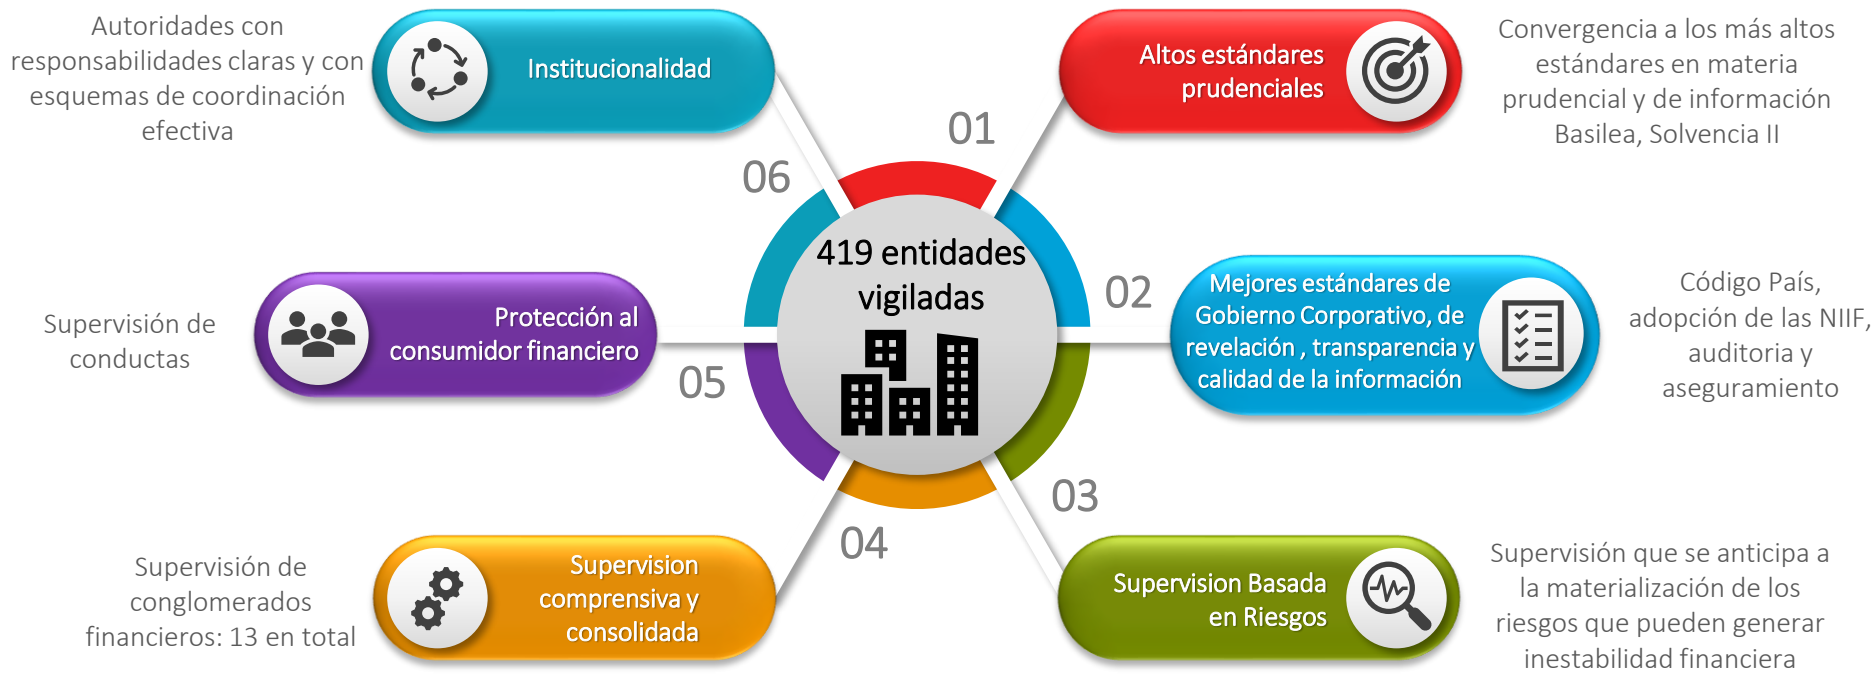 419 entidades
vigiladas
01
Altos estándares
prudenciales
Convergencia a los más altos
estándares en materia
prudencial y de información
Basilea, Solvencia II
02
Mejores estándares de
Gobierno Corporativo, de
revelación , transparencia y
calidad de la información
Código País,
adopción de las NIIF,
auditoria y
aseguramiento
03
Supervision Basada
en Riesgos
Supervisión que se anticipa a
la materialización de los
riesgos que pueden generar
inestabilidad financiera
04
Supervision
comprensiva y
consolidada
Supervisión de
conglomerados
financieros: 13 en total
05
Protección al
consumidor financiero
Supervisión de
conductas
06
Institucionalidad
Autoridades con
responsabilidades claras y con
esquemas de coordinación
efectiva